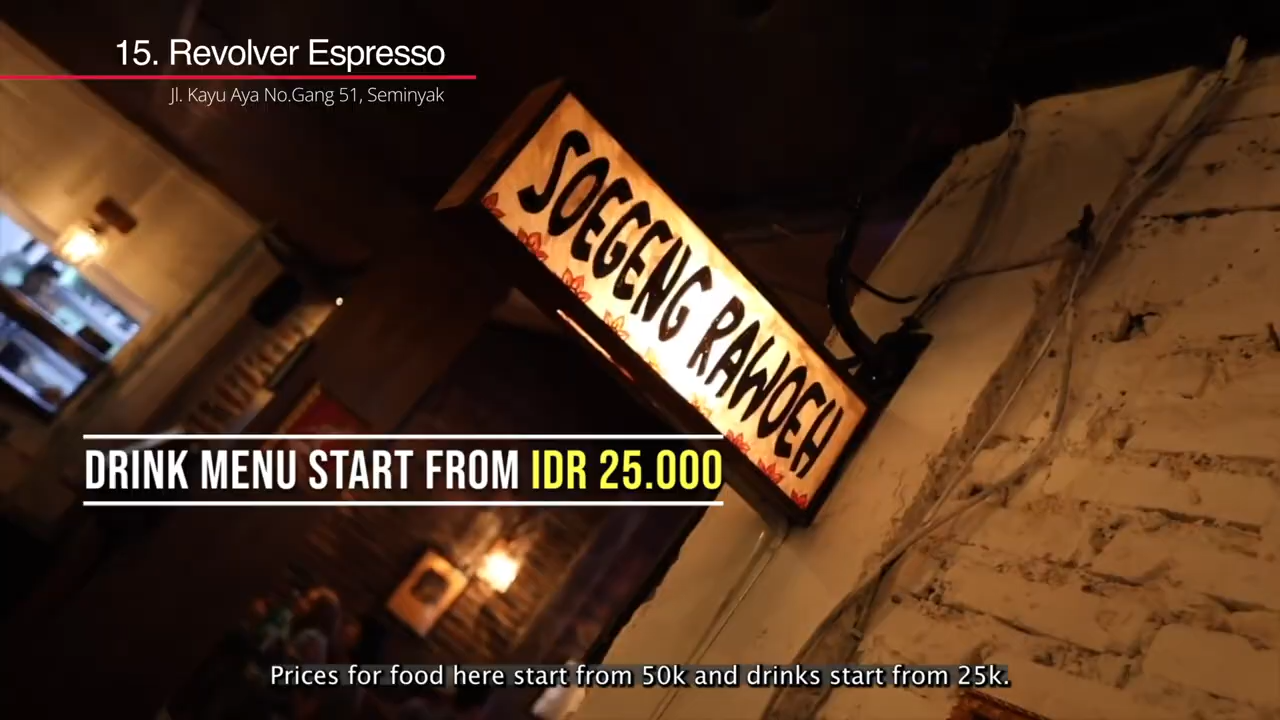 15. Revolver Espresso
Jl. Kayu Aya No.Gang 51, Seminyak
SOEGENG RAWOEH
DRINK MENU START FROM IDR 25.000
Prices for food here start from 50k and drinks start from 25k.